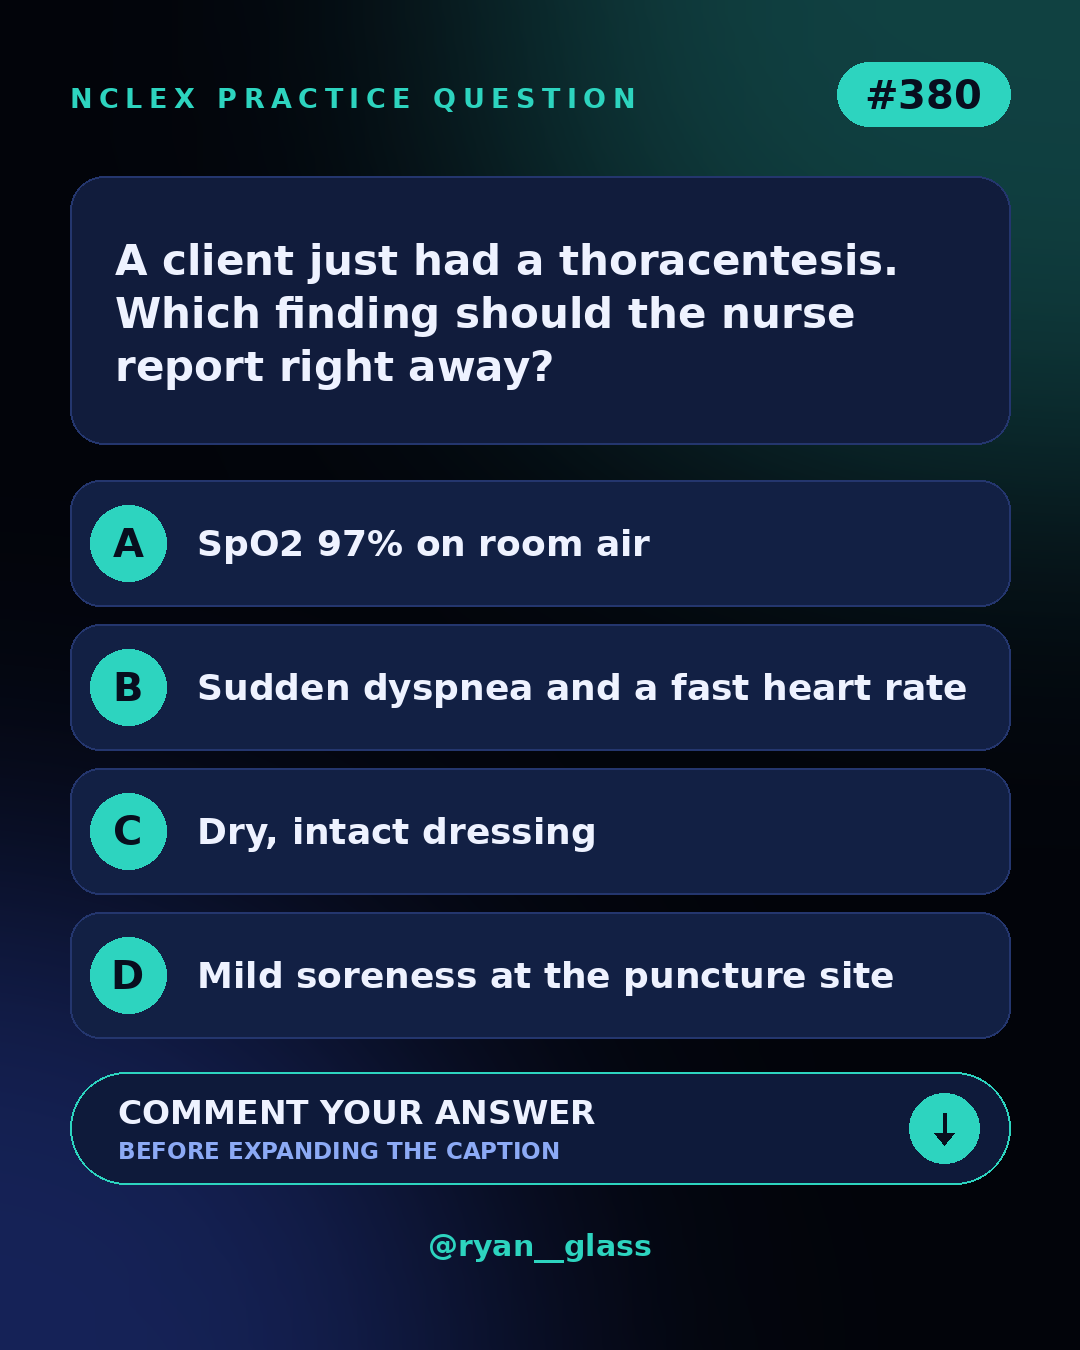 NCLEX PRACTICE QUESTION
#380
A client just had a thoracentesis.
Which finding should the nurse
report right away?
A
SpO2 97% on room air
B
Sudden dyspnea and a fast heart rate
C
Dry, intact dressing
D
Mild soreness at the puncture site
COMMENT YOUR ANSWER
BEFORE EXPANDING THE CAPTION
@ryan__glass